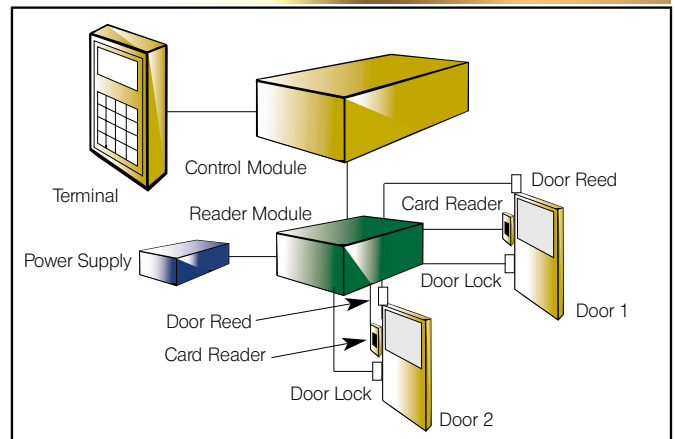 Door Reed
Control Module
Card Reader
Terminal
Reader Module
Power Supply
Door Lock
Door 1
Door Reed
Card Reader
Door Lock
Door 2